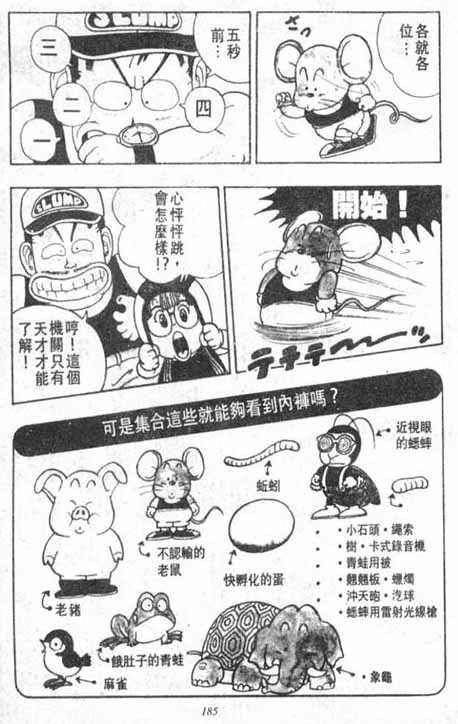 各就各
位…
さっ
五秒
前…
四
三
二
一
SLUMP
開始！
テテテ～～ッ
心怦怦跳，
會怎麼樣!?
SLUMP
哼！這個
機關只有
天才才能
了解！
可是集合這些就能夠看到內褲嗎？
老豬
不認輸的
老鼠
蚯蚓
近視眼
的蟋蟀
快孵化的蛋
麻雀
餓肚子的青蛙
象龜
・小石頭・繩索
・樹・卡式錄音機
・青蛙用被
・翹翹板・蠟燭
・沖天砲・汽球
・蟋蟀用雷射光線槍
185